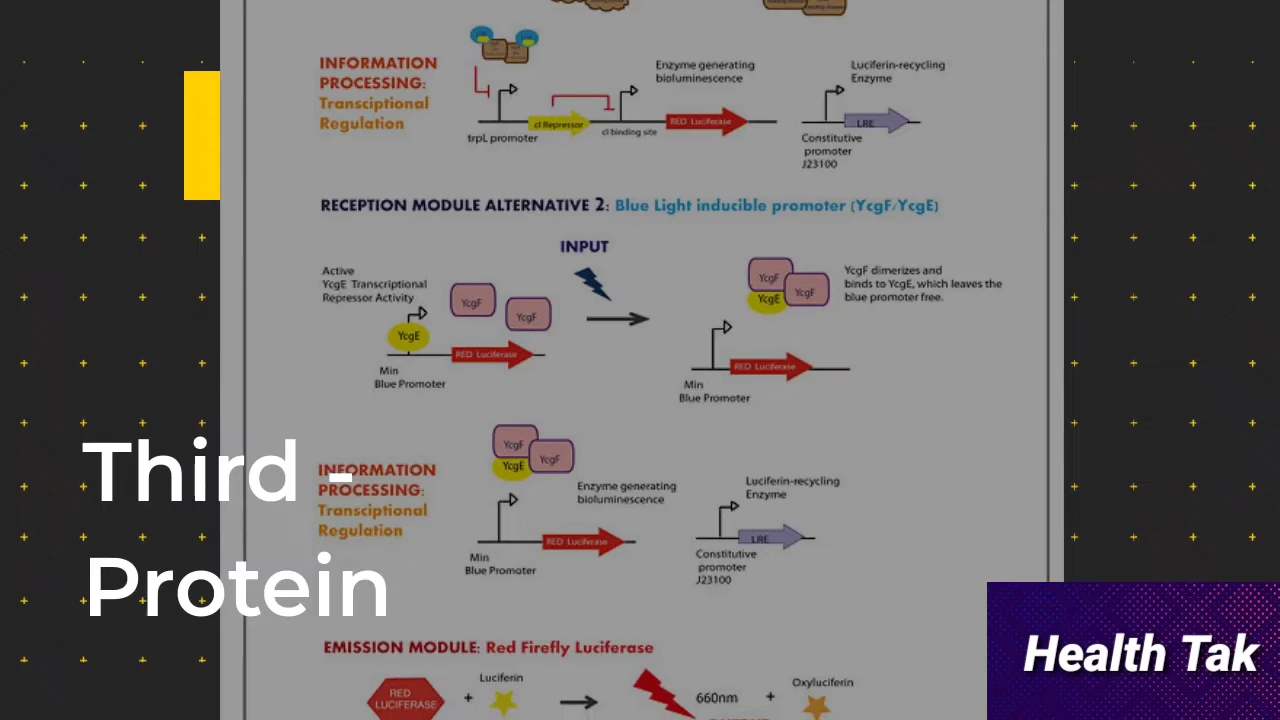 INFORMATION
PROCESSING:
Transciptional
Regulation
Enzyme generating
bioluminescence
Luciferin-recycling
Enzyme
cI Repressor
RED Luciferase
LRE
trpL promoter
cI binding site
Constitutive
promoter
J23100
RECEPTION MODULE ALTERNATIVE 2: Blue Light inducible promoter (YcgF/YcgE)
INPUT
Active
YcgE Transcriptional
Repressor Activity
YcgF
YcgF
YcgE
RED Luciferase
Min
Blue Promoter
YcgF
YcgF
YcgE
YcgF dimerizes and
binds to YcgE, which leaves the
blue promoter free.
RED Luciferase
Min
Blue Promoter
Third -
Protein
INFORMATION
PROCESSING:
Transciptional
Regulation
YcgF
YcgF
YcgE
Enzyme generating
bioluminescence
Luciferin-recycling
Enzyme
RED Luciferase
LRE
Min
Blue Promoter
Constitutive
promoter
J23100
EMISSION MODULE: Red Firefly Luciferase
RED
LUCIFERASE
+
Luciferin
660nm
+
Oxyluciferin
Health Tak